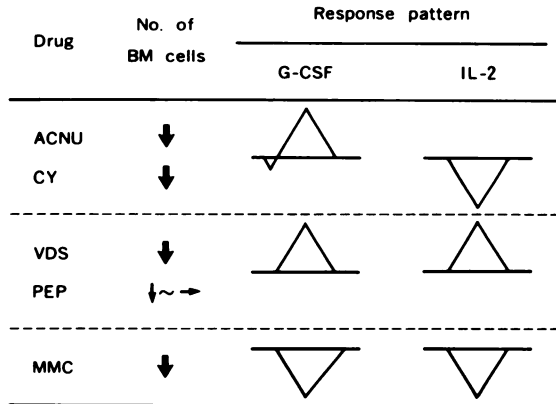 Drug
No. of
BM cells
Response pattern
G-CSF
IL-2
ACNU
CY
VDS
PEP
↓~→
MMC